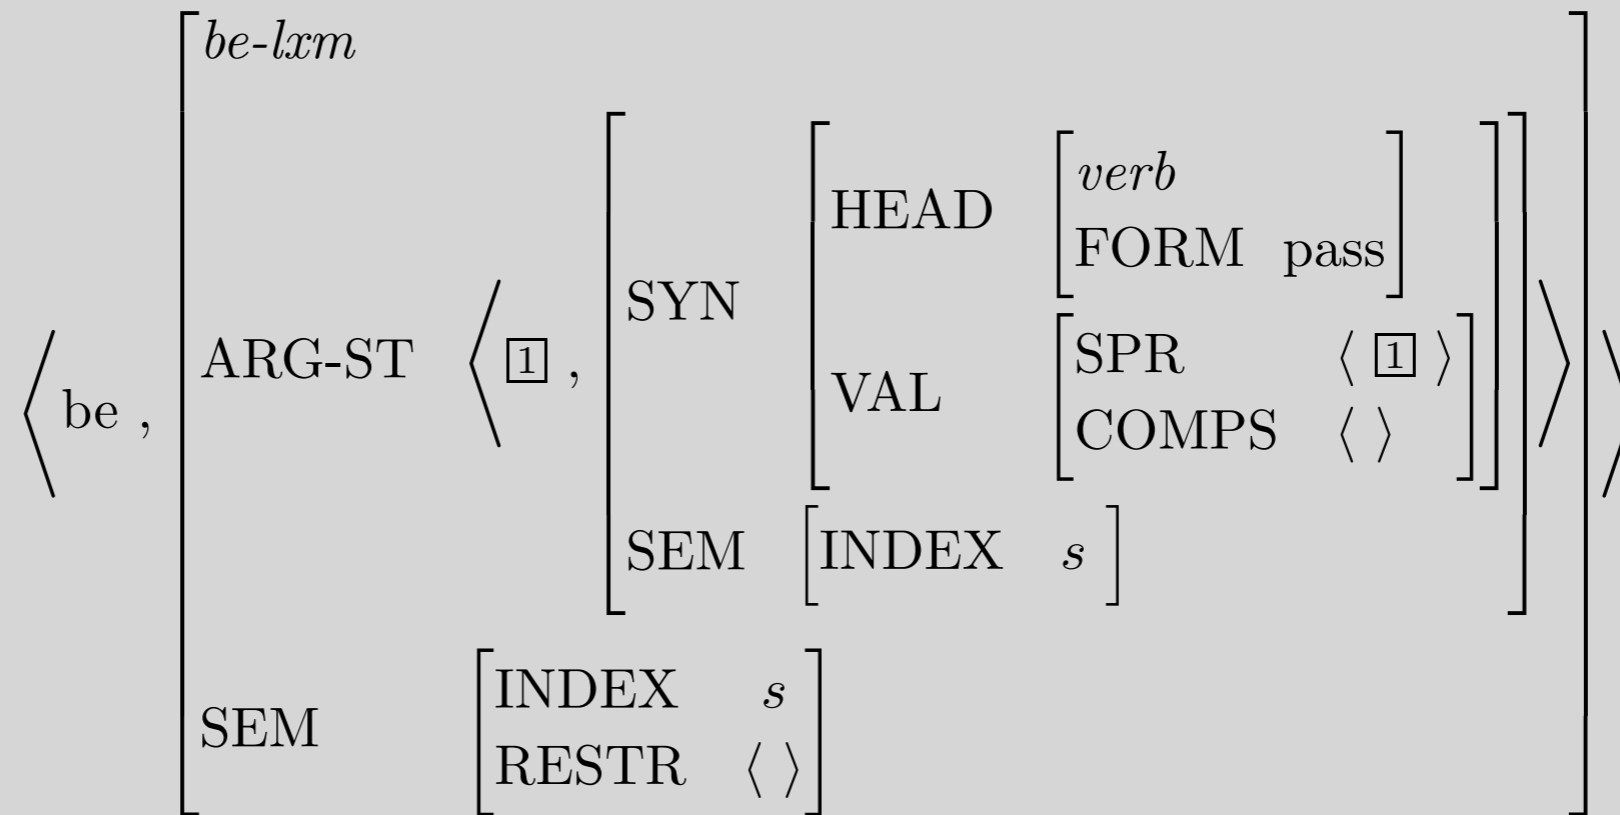 be-lxm
HEAD [verb
FORM pass]
SYN
VAL [SPR ⟨ 1 ⟩
COMPS ⟨ ⟩]
ARG-ST ⟨ 1 ,
⟨ be ,
SEM [INDEX s ]
SEM [INDEX s
RESTR ⟨ ⟩]